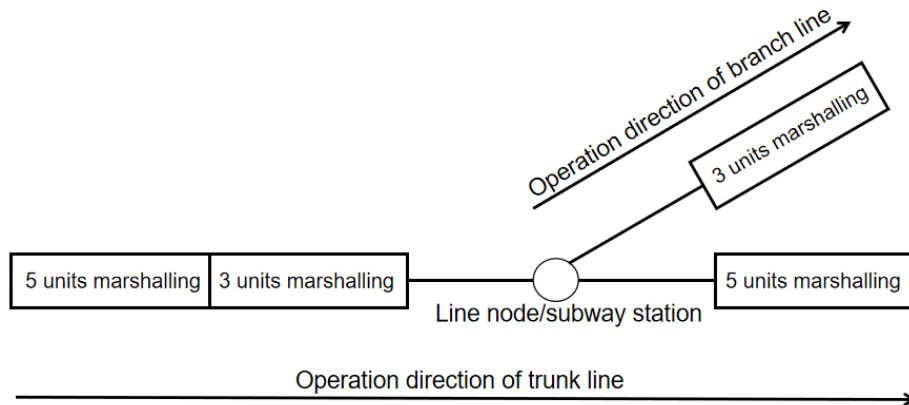 Operation direction of branch line
3 units marshalling
5 units marshalling
3 units marshalling
5 units marshalling
Line node/subway station
Operation direction of trunk line